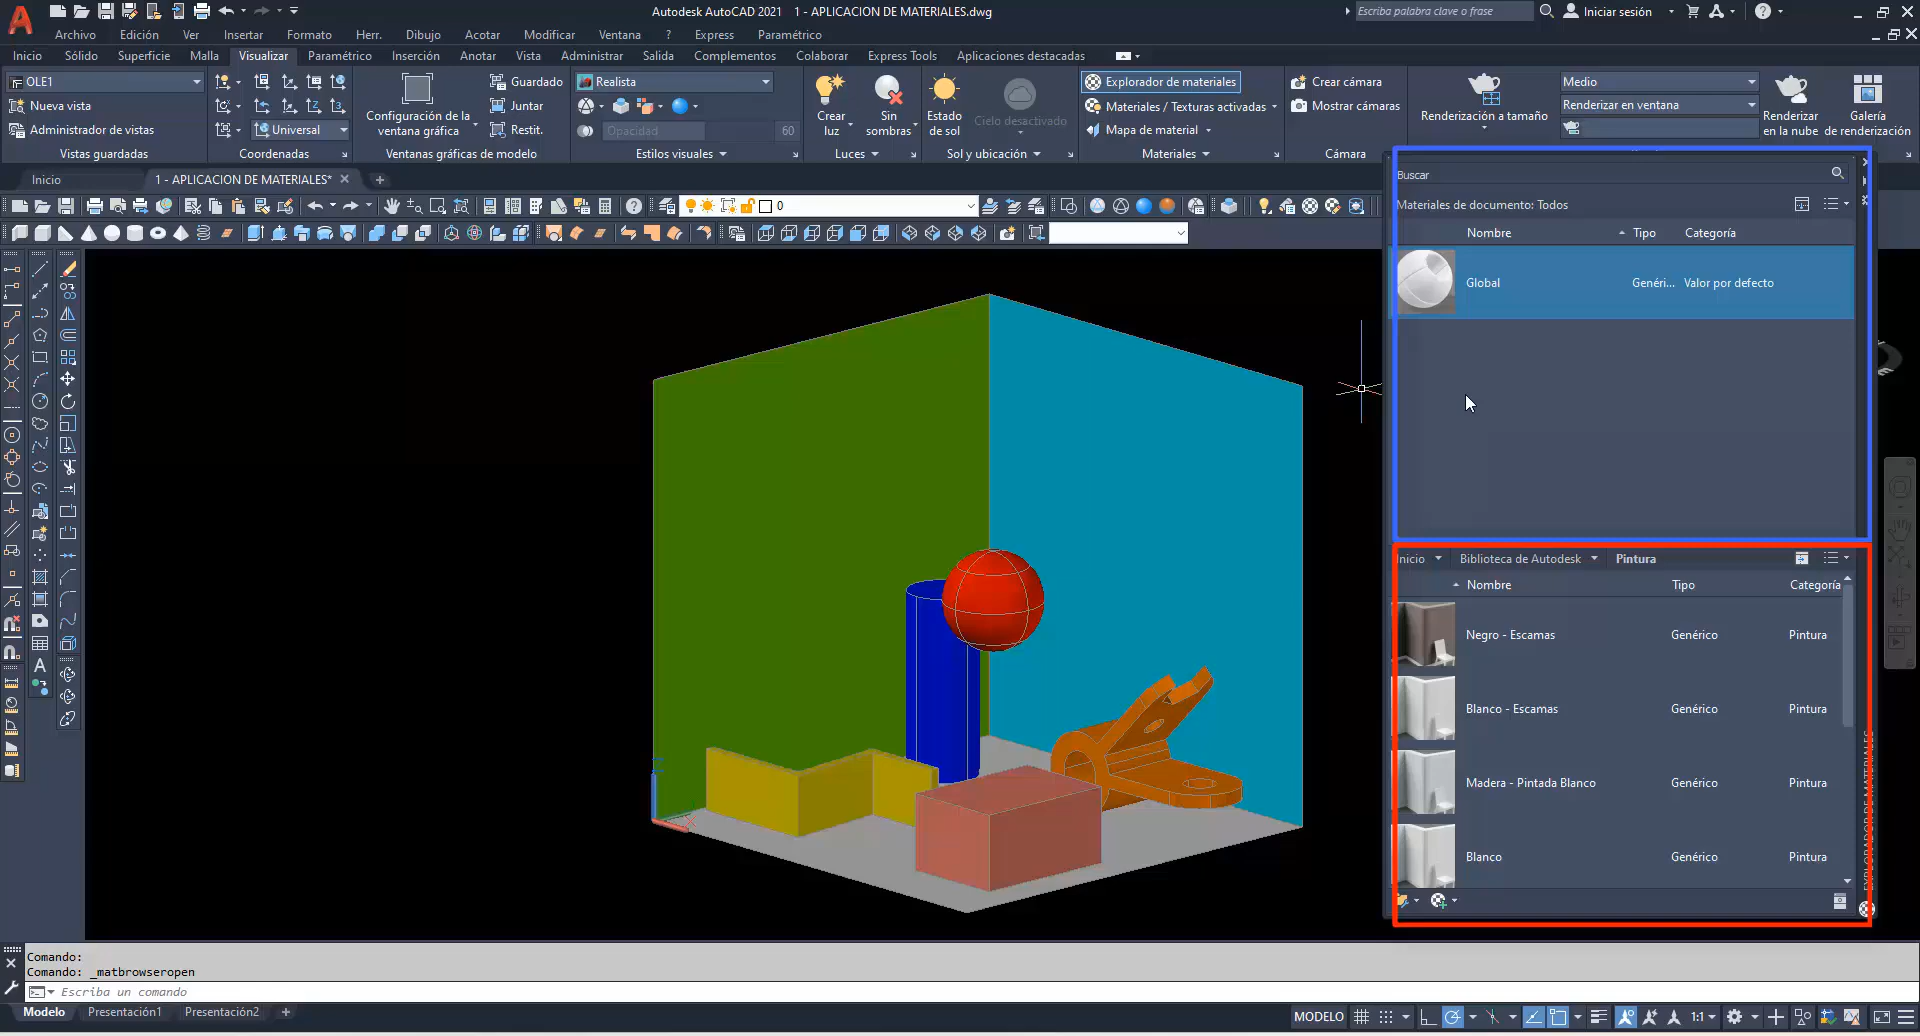 Autodesk AutoCAD 2021 1 - APLICACION DE MATERIALES.dwg
Escriba palabra clave o frase
Iniciar sesión
Archivo Edición Ver Insertar Formato Herr. Dibujo Acotar Modificar Ventana ? Express Paramétrico
Inicio Sólido Superficie Malla Visualizar Paramétrico Inserción Anotar Vista Administrar Salida Complementos Colaborar Express Tools Aplicaciones destacadas
OLE1
Nueva vista
Administrador de vistas
Vistas guardadas
Universal
Coordenadas
Configuración de la
ventana gráfica
Guardado
Juntar
Restit.
Ventanas gráficas de modelo
Realista
Opacidad 60
Estilos visuales
Crear
luz
Sin
sombras
Luces
Estado
de sol
Cielo desactivado
Sol y ubicación
Explorador de materiales
Materiales / Texturas activadas
Mapa de material
Materiales
Crear cámara
Mostrar cámaras
Cámara
Renderización a tamaño
Medio
Renderizar en ventana
Renderizar
en la nube
Galería
de renderización
Inicio
1 - APLICACION DE MATERIALES*
0
Buscar
Materiales de documento: Todos
Nombre Tipo Categoría
Global Genéri... Valor por defecto
Inicio Biblioteca de Autodesk Pintura
Nombre Tipo Categoría
Negro - Escamas Genérico Pintura
Blanco - Escamas Genérico Pintura
Madera - Pintada Blanco Genérico Pintura
Blanco Genérico Pintura
EXPLORADOR DE MATERIALES
X
Comando:
Comando: _matbrowseropen
Escriba un comando
Modelo Presentación1 Presentación2
MODELO
1:1